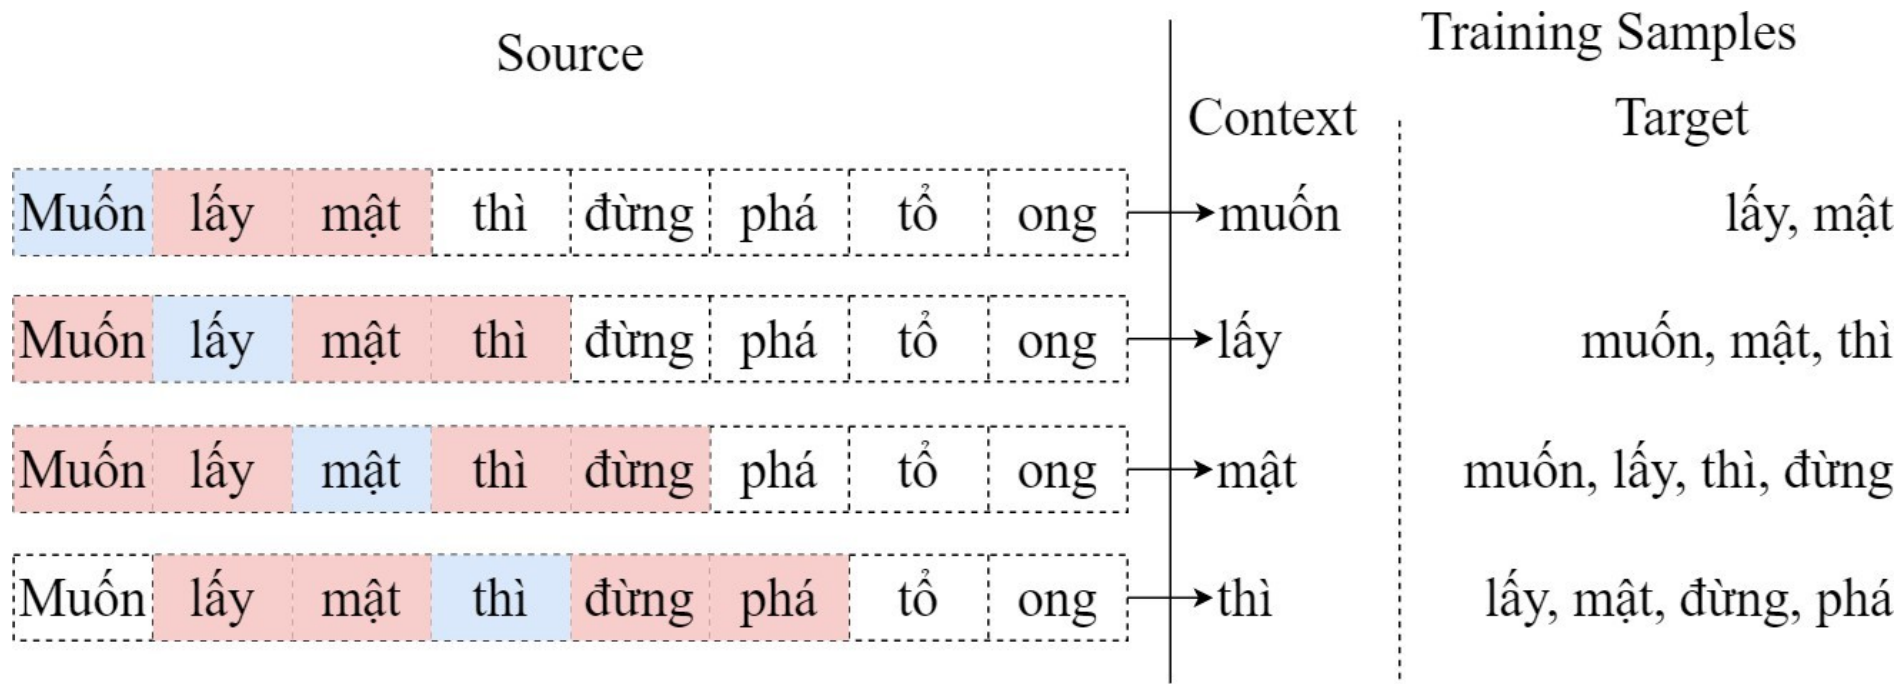 Source
Training Samples
Context Target
Muốn lấy mật thì đừng phá tổ ong muốn lấy, mật
Muốn lấy mật thì đừng phá tổ ong lấy muốn, mật, thì
Muốn lấy mật thì đừng phá tổ ong mật muốn, lấy, thì, đừng
Muốn lấy mật thì đừng phá tổ ong thì lấy, mật, đừng, phá